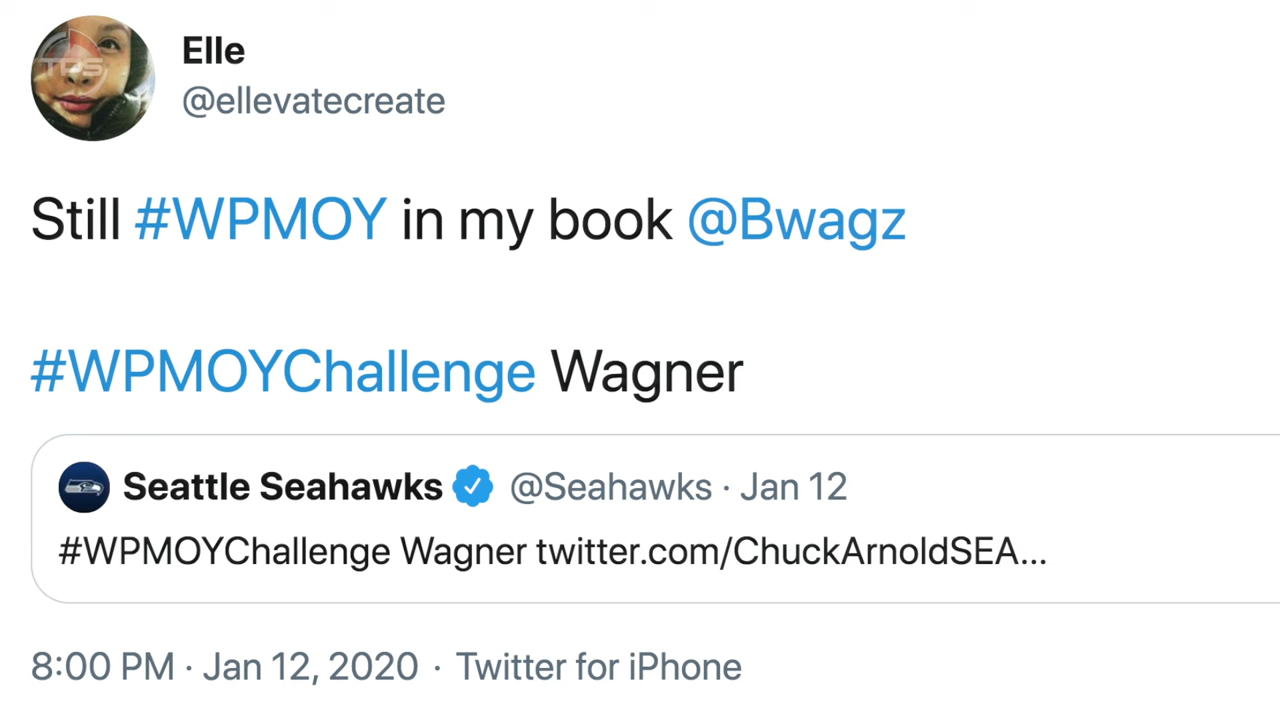 TDS
Elle
@ellevatecreate
Still #WPMOY in my book @Bwagz
#WPMOYChallenge Wagner
Seattle Seahawks @Seahawks · Jan 12
#WPMOYChallenge Wagner twitter.com/ChuckArnoldSEA...
8:00 PM · Jan 12, 2020 · Twitter for iPhone